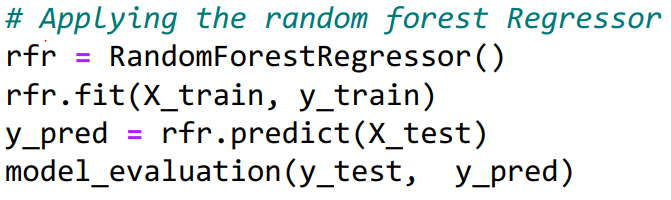 # Applying the random forest Regressor
rfr = RandomForestRegressor()
rfr.fit(X_train, y_train)
y_pred = rfr.predict(X_test)
model_evaluation(y_test,  y_pred)